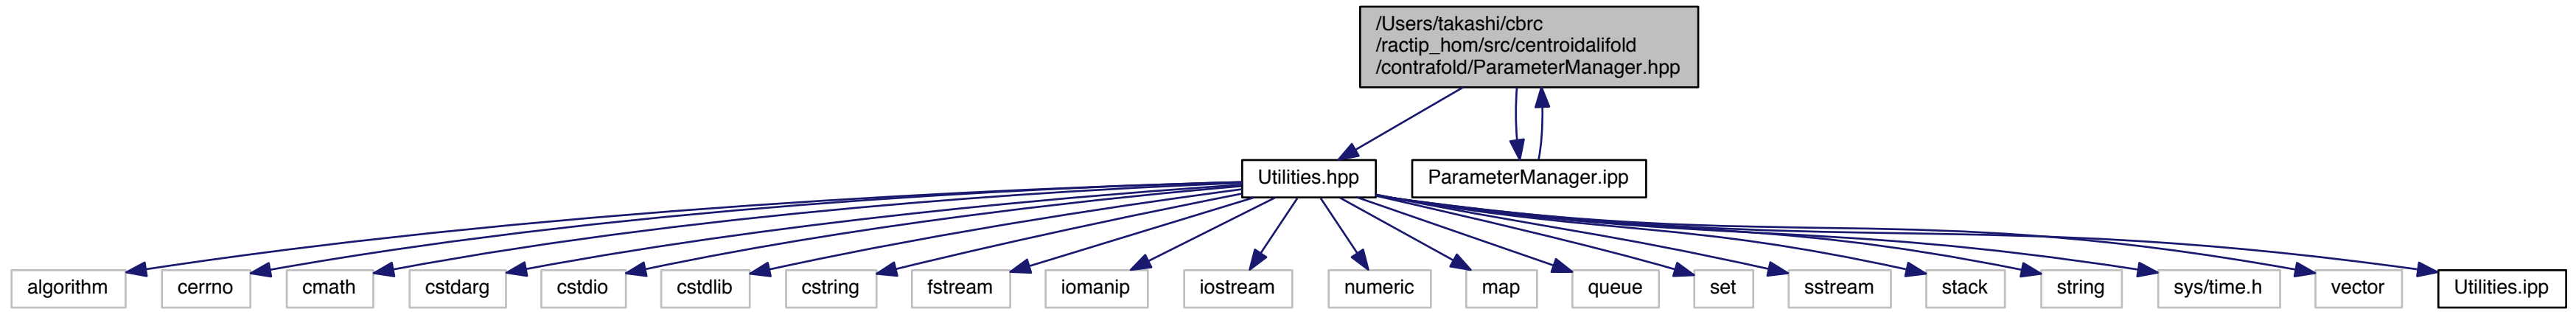 /Users/takashi/cbrc
/ractip_hom/src/centroidalifold
/contrafold/ParameterManager.hpp
Utilities.hpp
ParameterManager.ipp
algorithm
cerrno
cmath
cstdarg
cstdio
cstdlib
cstring
fstream
iomanip
iostream
numeric
map
queue
set
sstream
stack
string
sys/time.h
vector
Utilities.ipp